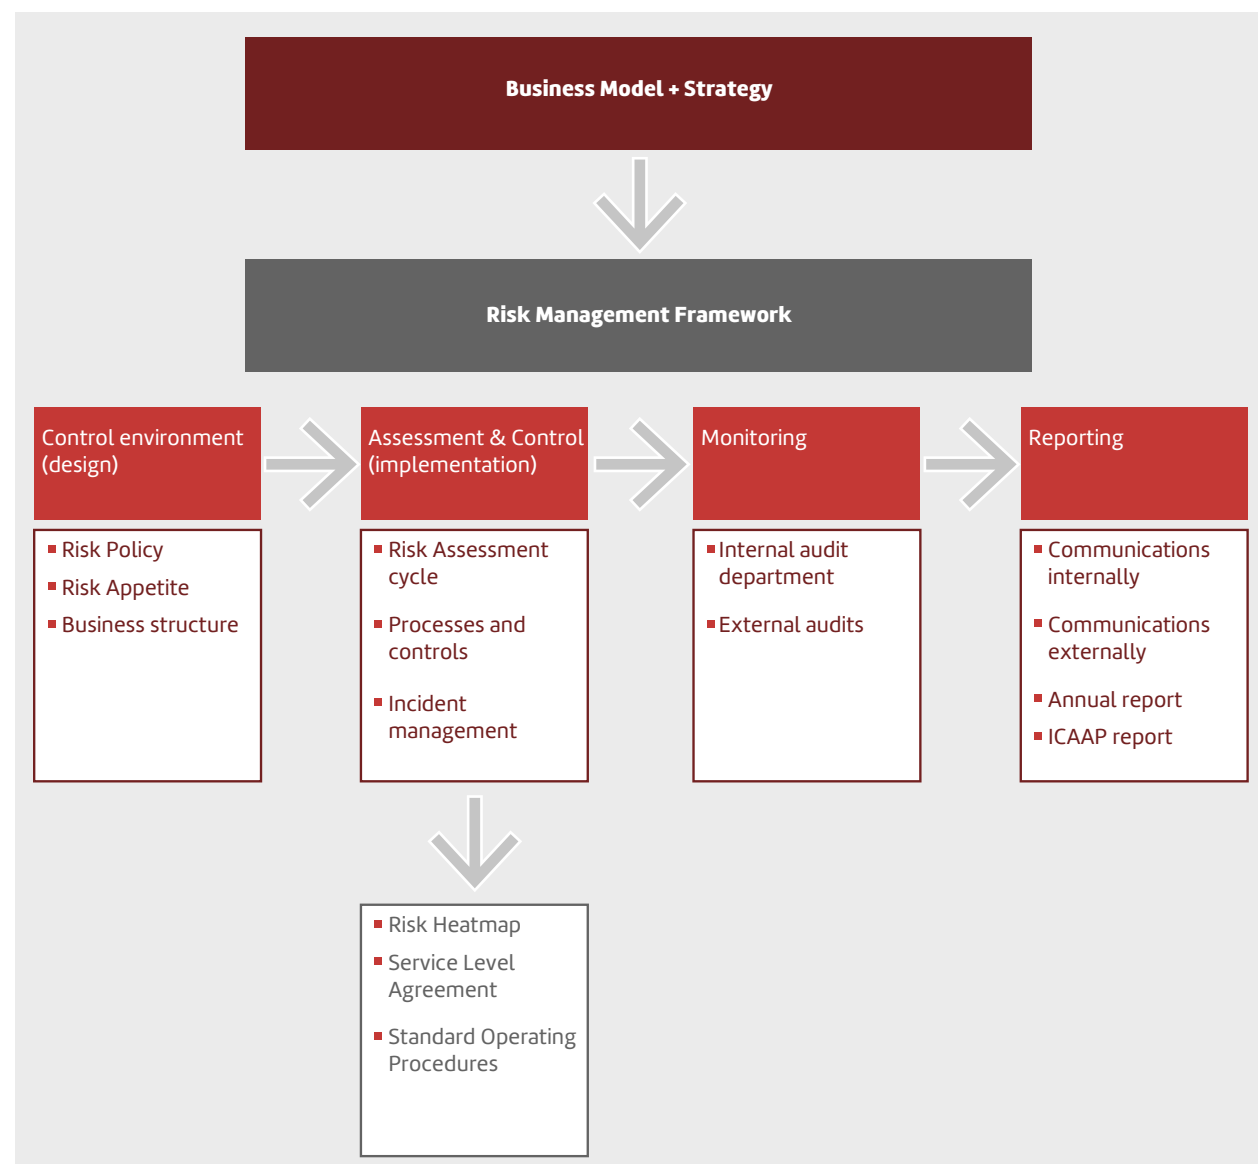 Business Model + Strategy
Risk Management Framework
Control environment
(design)
Risk Policy
Risk Appetite
Business structure
Assessment & Control
(implementation)
Risk Assessment
cycle
Processes and
controls
Incident
management
Risk Heatmap
Service Level
Agreement
Standard Operating
Procedures
Monitoring
Internal audit
department
External audits
Reporting
Communications
internally
Communications
externally
Annual report
ICAAP report